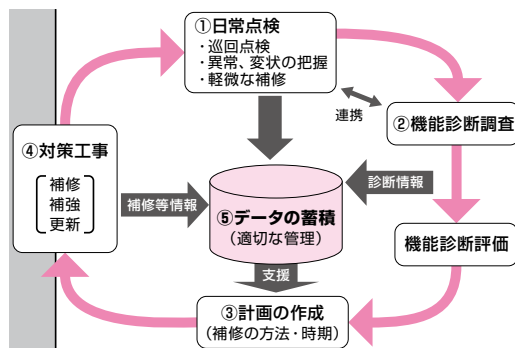 ①日常点検
・巡回点検
・異常、変状の把握
・軽微な補修
連携
②機能診断調査
④対策工事
補修
補強
更新
補修等情報
診断情報
⑤データの蓄積
(適切な管理)
機能診断評価
支援
③計画の作成
(補修の方法・時期)